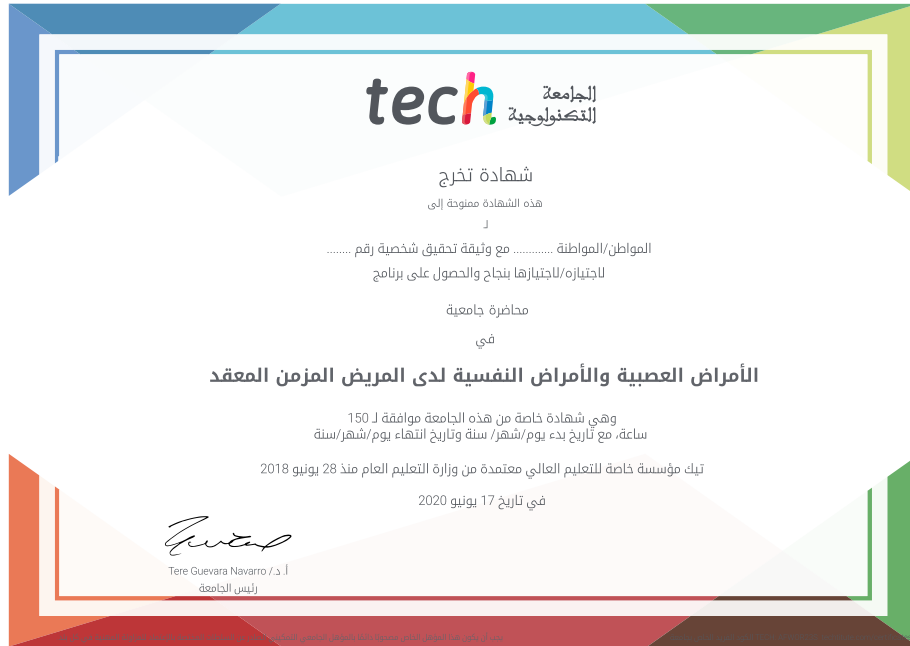 tech الجامعة
التكنولوجية
شهادة تخرج
هذه الشهادة ممنوحة إلى
لـ
المواطن/المواطنة ............. مع وثيقة تحقيق شخصية رقم ........
لاجتيازه/لاجتيازها بنجاح والحصول على برنامج
محاضرة جامعية
في
الأمراض العصبية والأمراض النفسية لدى المريض المزمن المعقد
وهي شهادة خاصة من هذه الجامعة موافقة لـ 150
ساعة، مع تاريخ بدء يوم/شهر/ سنة وتاريخ انتهاء يوم/شهر/سنة
تيك مؤسسة خاصة للتعليم العالي معتمدة من وزارة التعليم العام منذ 28 يونيو 2018
في تاريخ 17 يونيو 2020
أ. د./ Tere Guevara Navarro
رئيس الجامعة